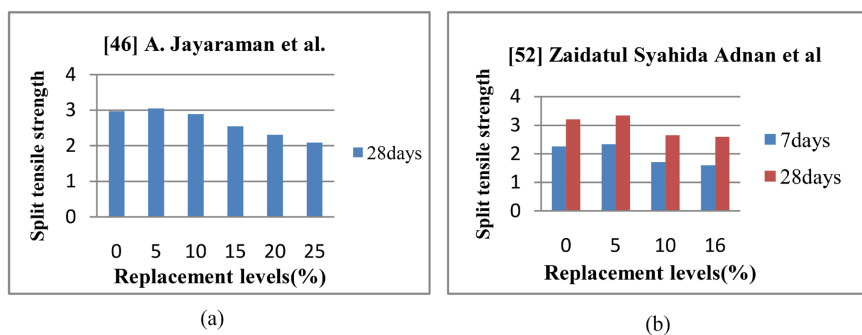 [46] A. Jayaraman et al.
Split tensile strength
4
3
2
1
0
28days
0 5 10 15 20 25
Replacement levels(%)
(a)
[52] Zaidatul Syahida Adnan et al
Split tensile strength
4
3
2
1
0
7days
28days
0 5 10 16
Replacement levels(%)
(b)